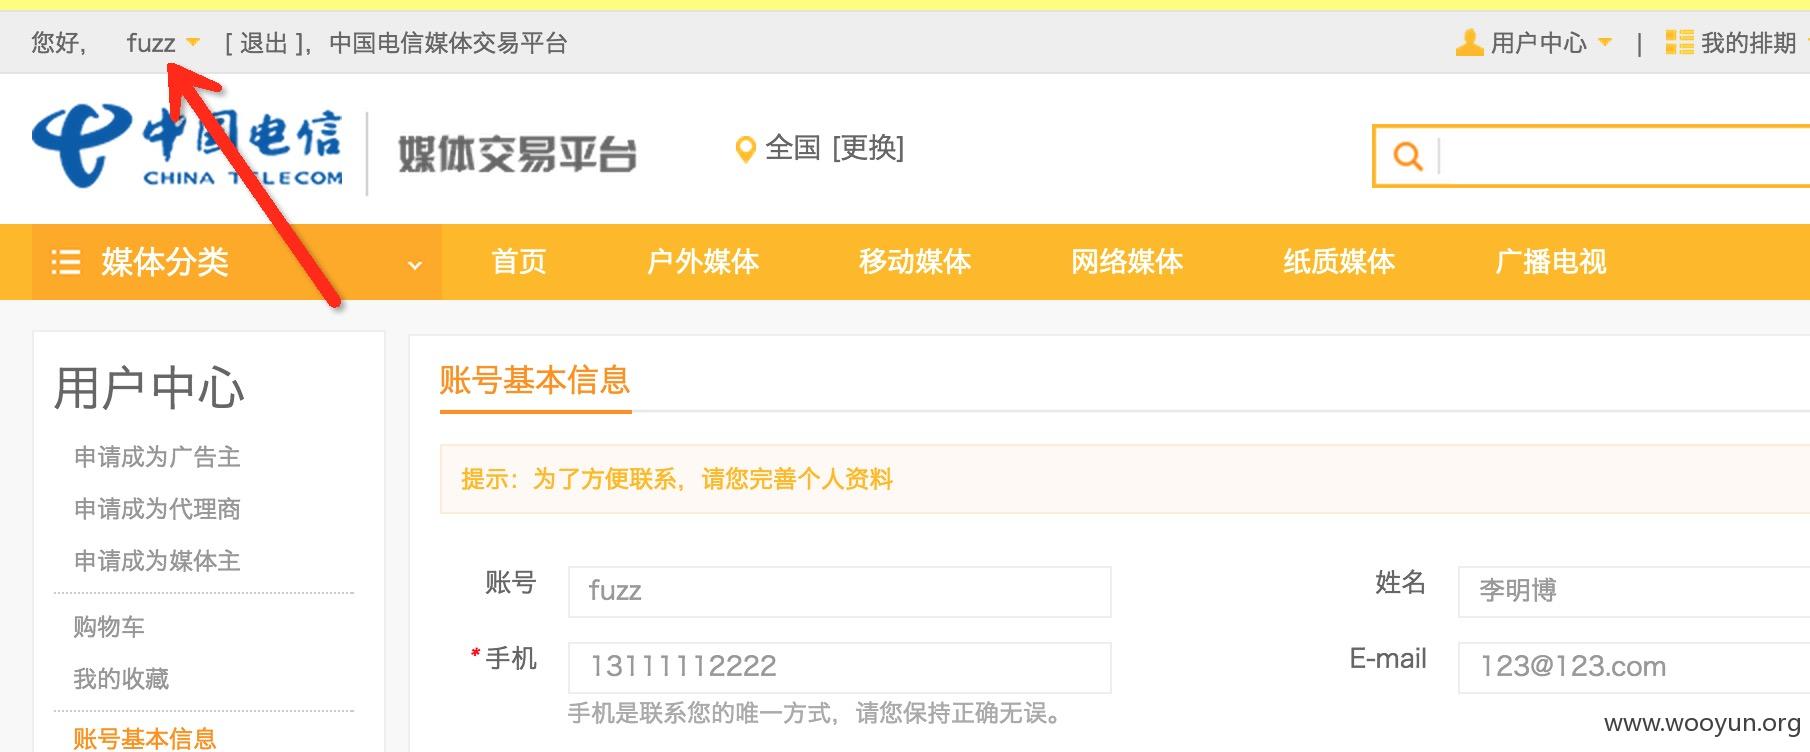 您好， fuzz [ 退出 ]，中国电信媒体交易平台 用户中心 | 我的排期
中国电信
CHINA TELECOM
媒体交易平台
全国 [更换]
媒体分类 首页 户外媒体 移动媒体 网络媒体 纸质媒体 广播电视
用户中心
申请成为广告主
申请成为代理商
申请成为媒体主
购物车
我的收藏
账号基本信息
账号基本信息
提示：为了方便联系，请您完善个人资料
账号 fuzz 姓名 李明博
*手机 13111112222 E-mail 123@123.com
手机是联系您的唯一方式，请您保持正确无误。
www.wooyun.org